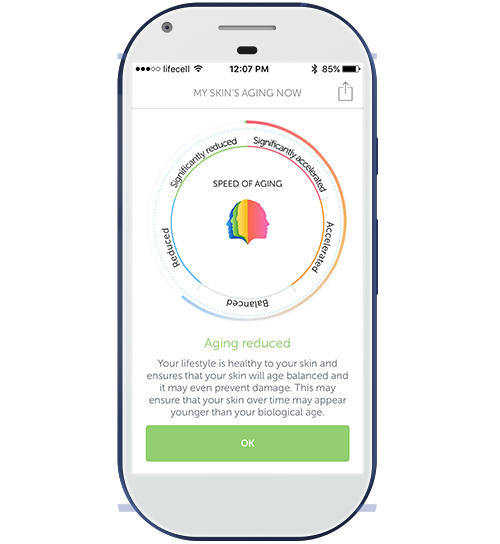 lifecell 12:07 PM 85%
MY SKIN'S AGING NOW
Significantly reduced
Significantly accelerated
SPEED OF AGING
Reduced
Accelerated
Balanced
Aging reduced
Your lifestyle is healthy to your skin and
ensures that your skin will age balanced and
it may even prevent damage. This may
ensure that your skin over time may appear
younger than your biological age.
OK